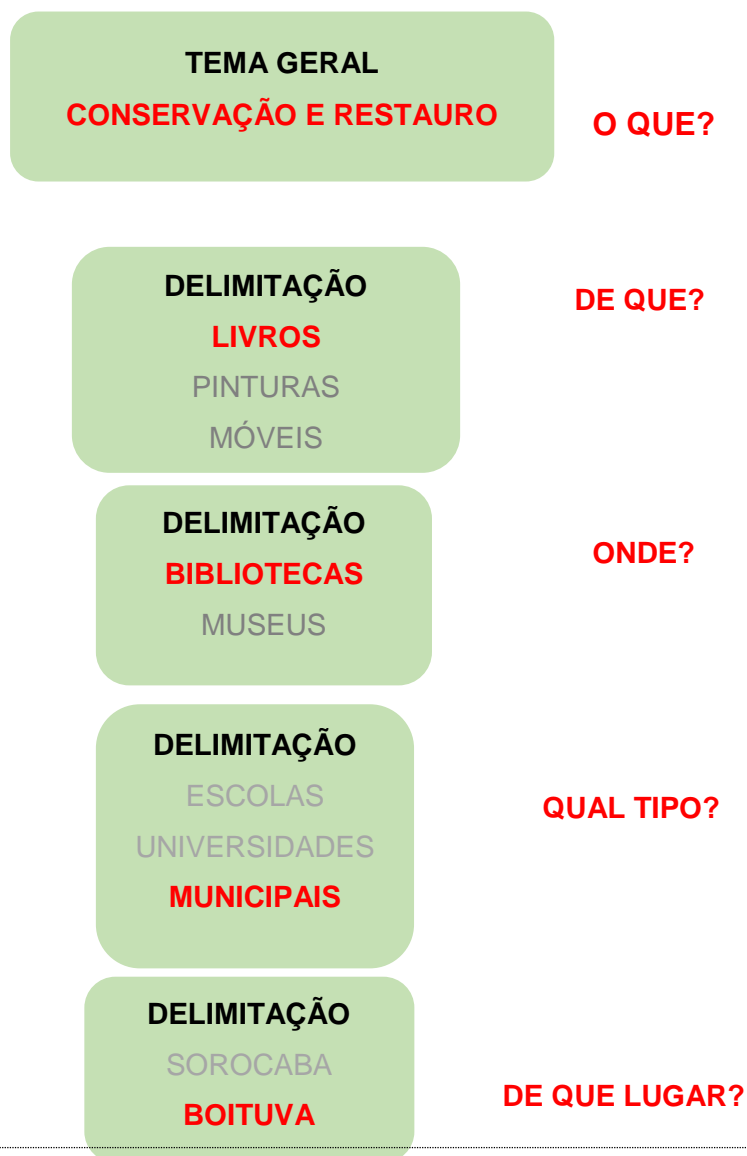 TEMA GERAL
CONSERVAÇÃO E RESTAURO
O QUE?
DELIMITAÇÃO
DE QUE?
LIVROS
PINTURAS
MÓVEIS
DELIMITAÇÃO
ONDE?
BIBLIOTECAS
MUSEUS
DELIMITAÇÃO
ESCOLAS
QUAL TIPO?
UNIVERSIDADES
MUNICIPAIS
DELIMITAÇÃO
SOROCABA
DE QUE LUGAR?
BOITUVA